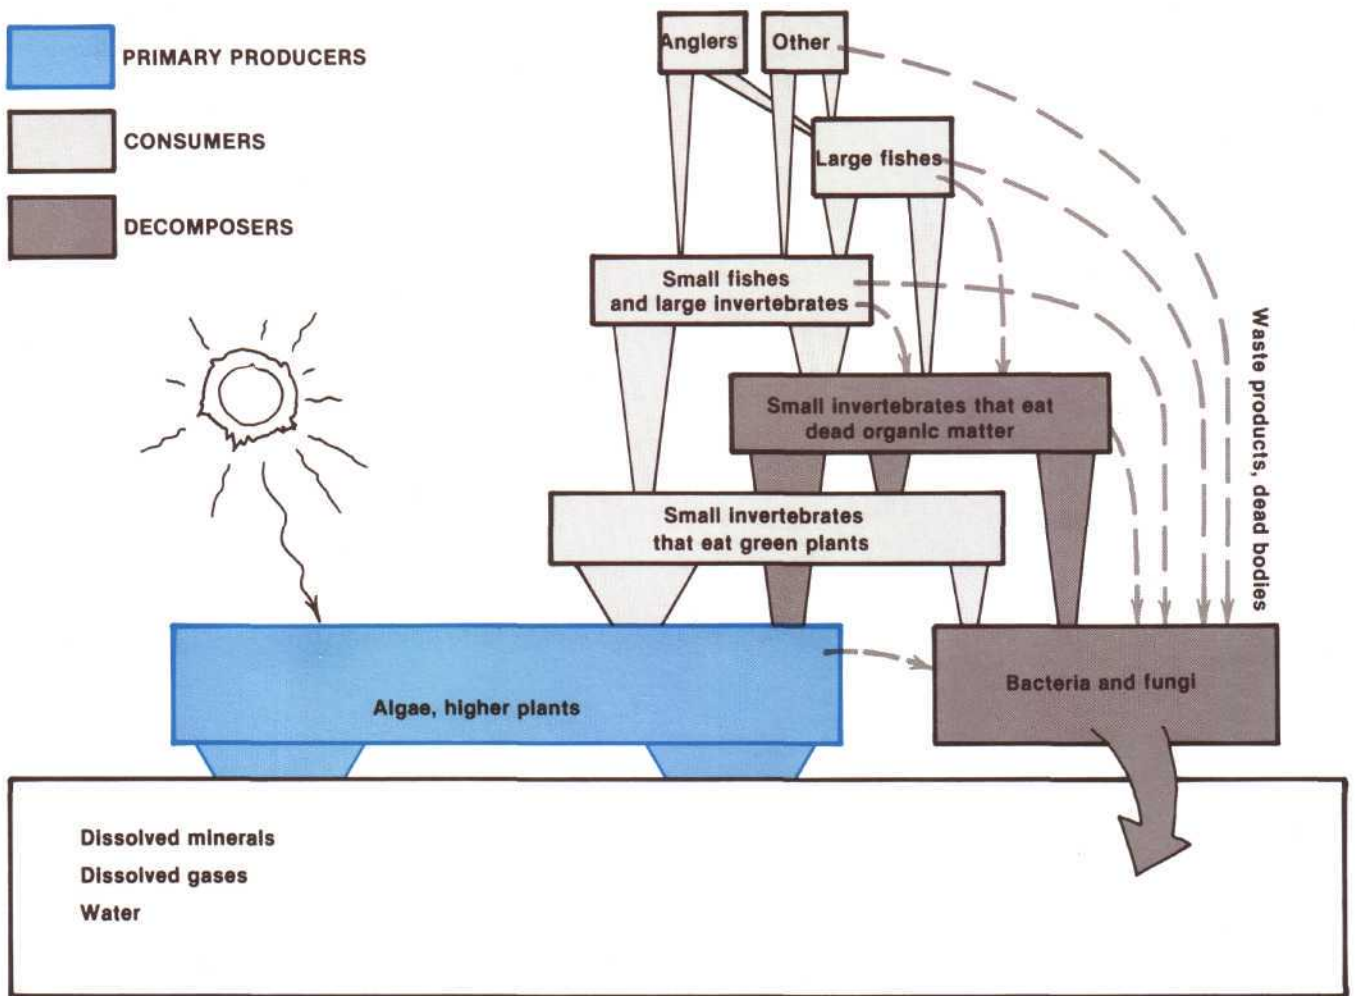 PRIMARY PRODUCERS
CONSUMERS
DECOMPOSERS
Anglers
Other
Large fishes
Small fishes
and large invertebrates
Small invertebrates that eat
dead organic matter
Small invertebrates
that eat green plants
Waste products, dead bodies
Algae, higher plants
Bacteria and fungi
Dissolved minerals
Dissolved gases
Water